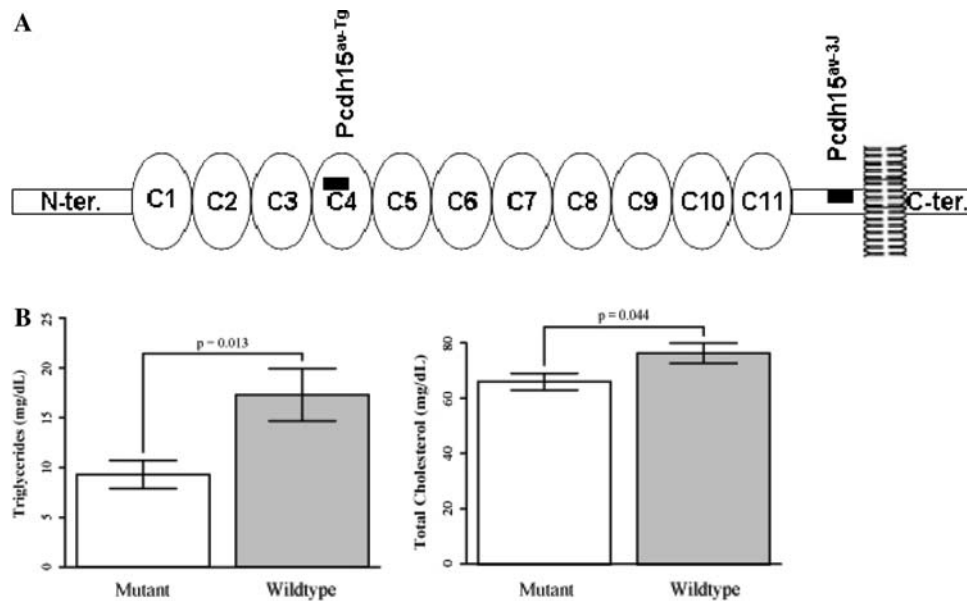 A
Pcdh15av-Tg
Pcdh15av-3J
N-ter.
C1
C2
C3
C4
C5
C6
C7
C8
C9
C10
C11
C-ter.
B
Triglycerides (mg/dL)
25
20
15
10
5
0
p = 0.013
Mutant
Wildtype
Total Cholesterol (mg/dL)
80
60
40
20
0
p = 0.044
Mutant
Wildtype